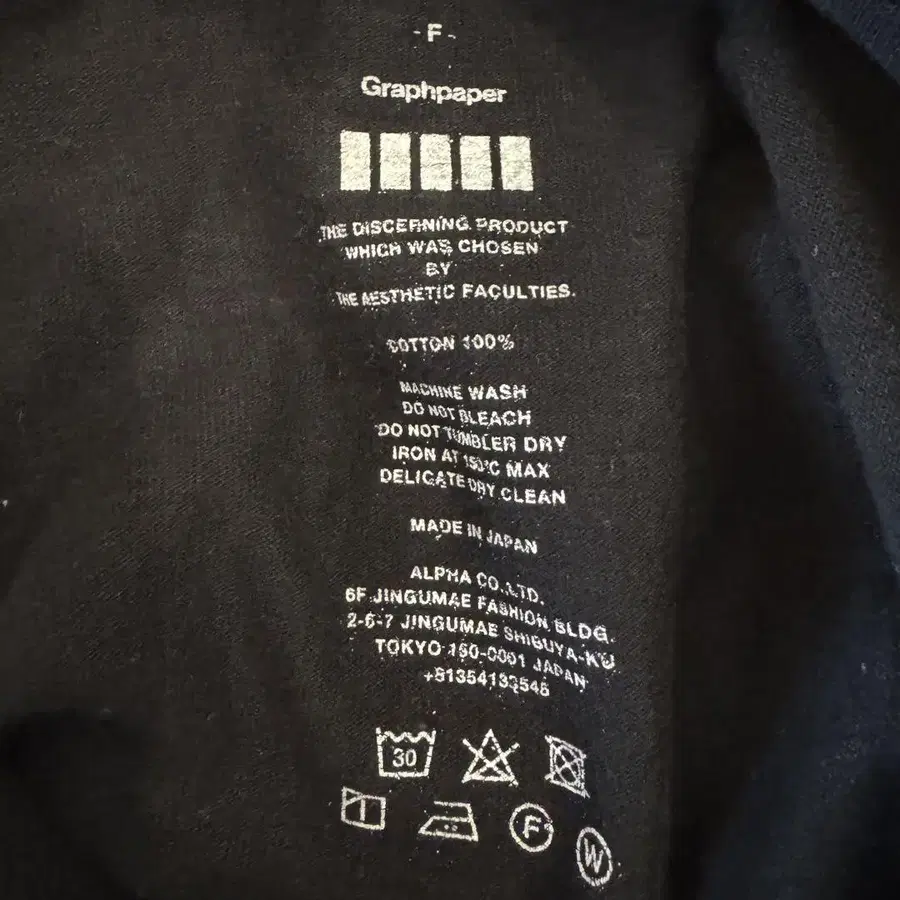 - F -
Graphpaper
THE DISCERNING PRODUCT
WHICH WAS CHOSEN
BY
THE AESTHETIC FACULTIES.
COTTON 100%
MACHINE WASH
DO NOT BLEACH
DO NOT TUMBLER DRY
IRON AT 150°C MAX
DELICATE DRY CLEAN
MADE IN JAPAN
ALPHA CO.,LTD.
6F JINGUMAE FASHION BLDG.
2-6-7 JINGUMAE SHIBUYA-KU
TOKYO 150-0001 JAPAN
+81354133546
30
F
W